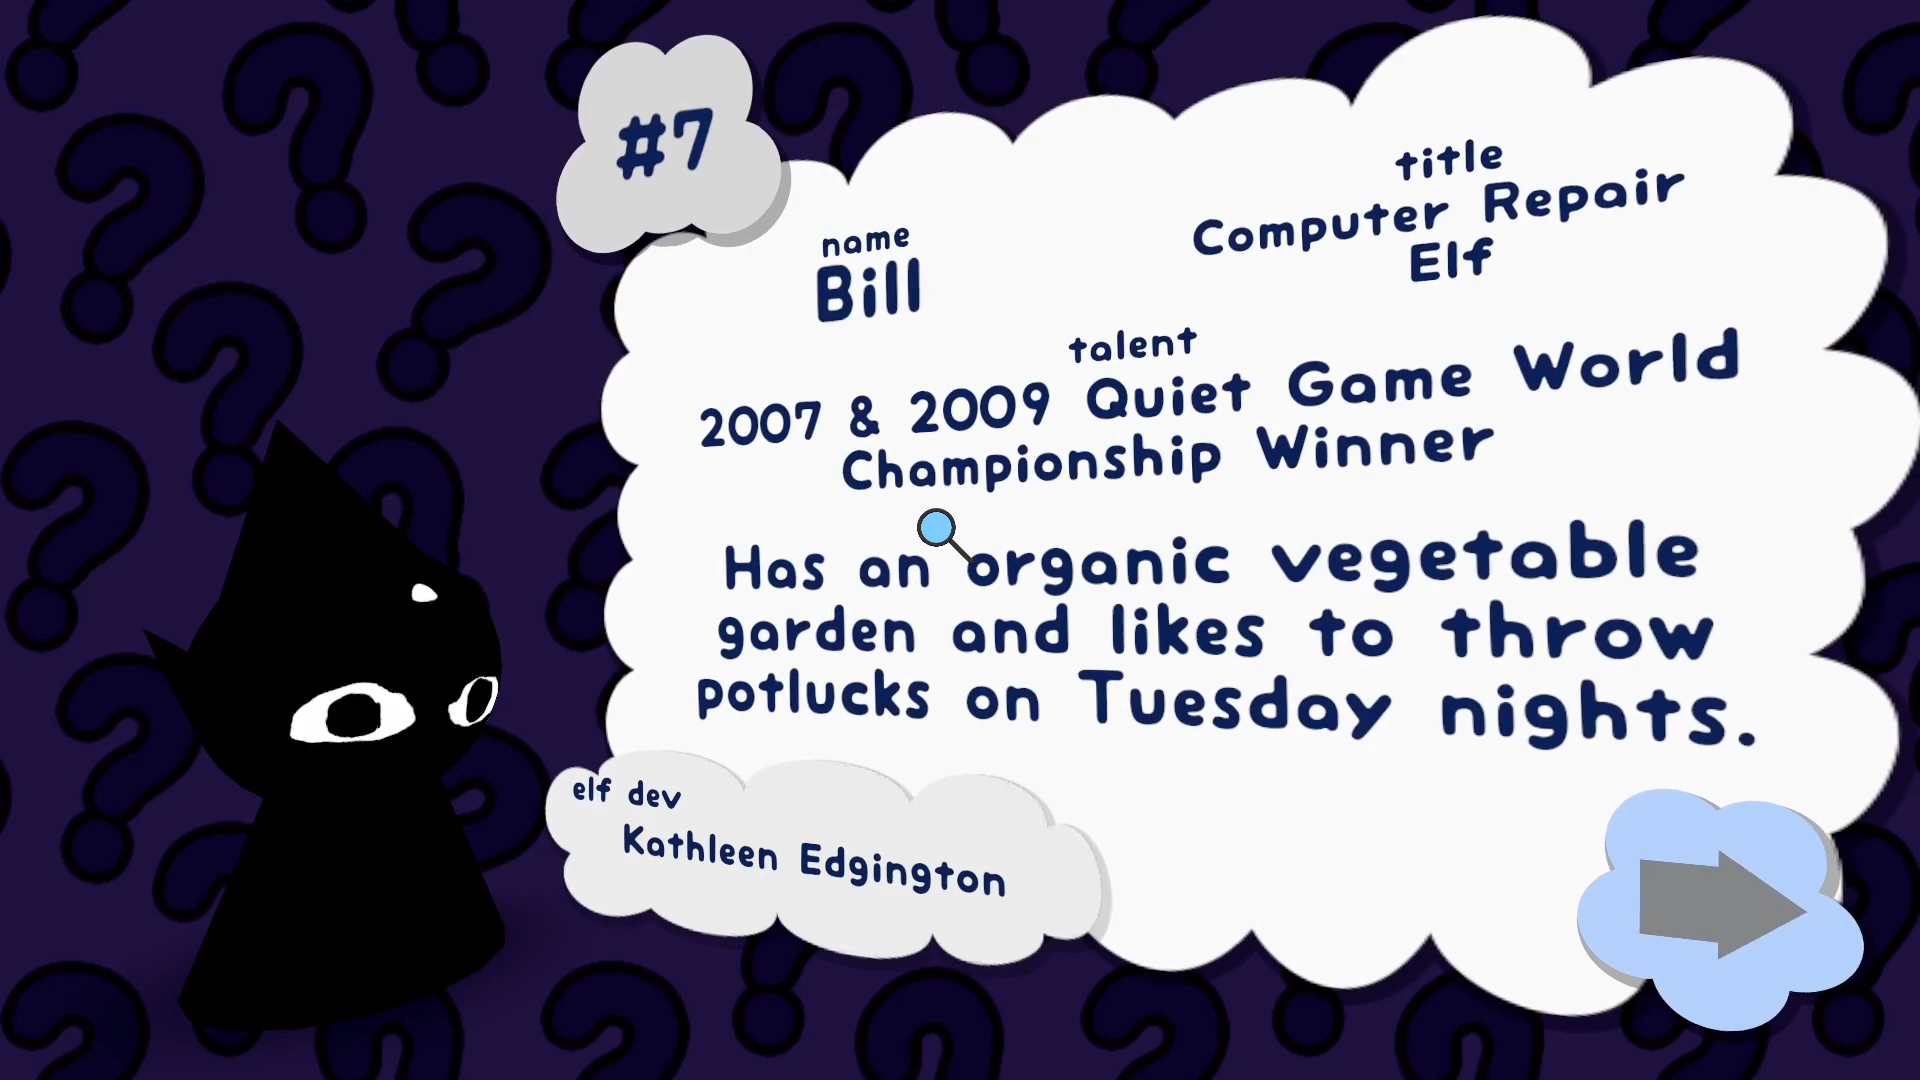 #7
name
Bill
title
Computer Repair
Elf
talent
2007 & 2009 Quiet Game World
Championship Winner
Has an organic vegetable
garden and likes to throw
potlucks on Tuesday nights.
elf dev
Kathleen Edgington